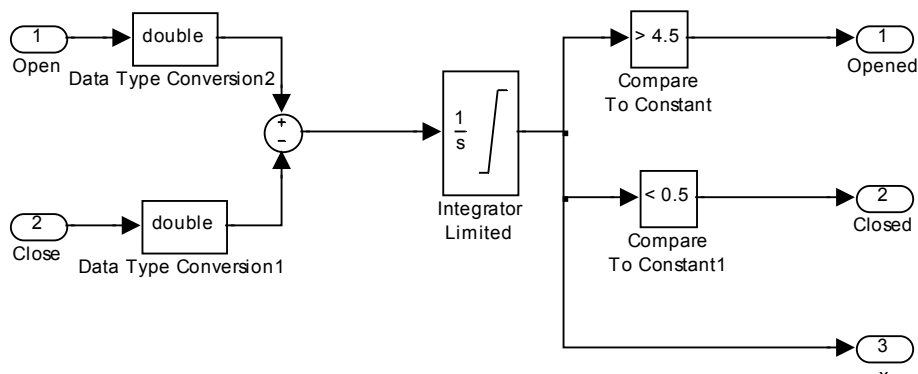 1
Open
double
Data Type Conversion2
+
−
2
Close
double
Data Type Conversion1
1
s
Integrator
Limited
> 4.5
Compare
To Constant
1
Opened
< 0.5
Compare
To Constant1
2
Closed
3